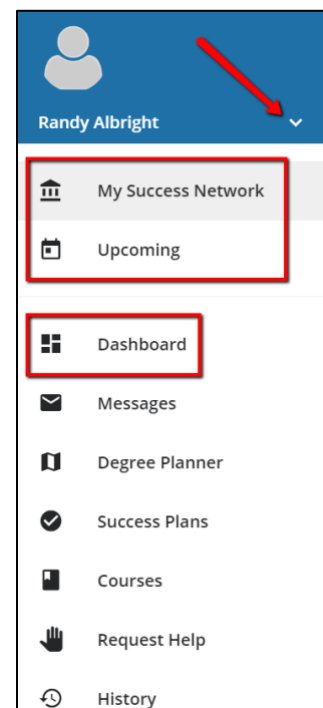 Randy Albright
My Success Network
Upcoming
Dashboard
Messages
Degree Planner
Success Plans
Courses
Request Help
History